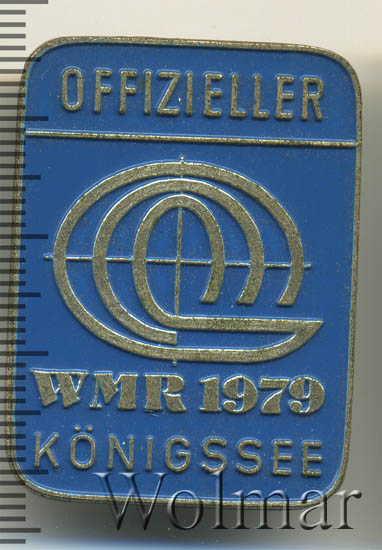 OFFIZIELLER
WMR 1979
KÖNIGSSEE
Wolmar